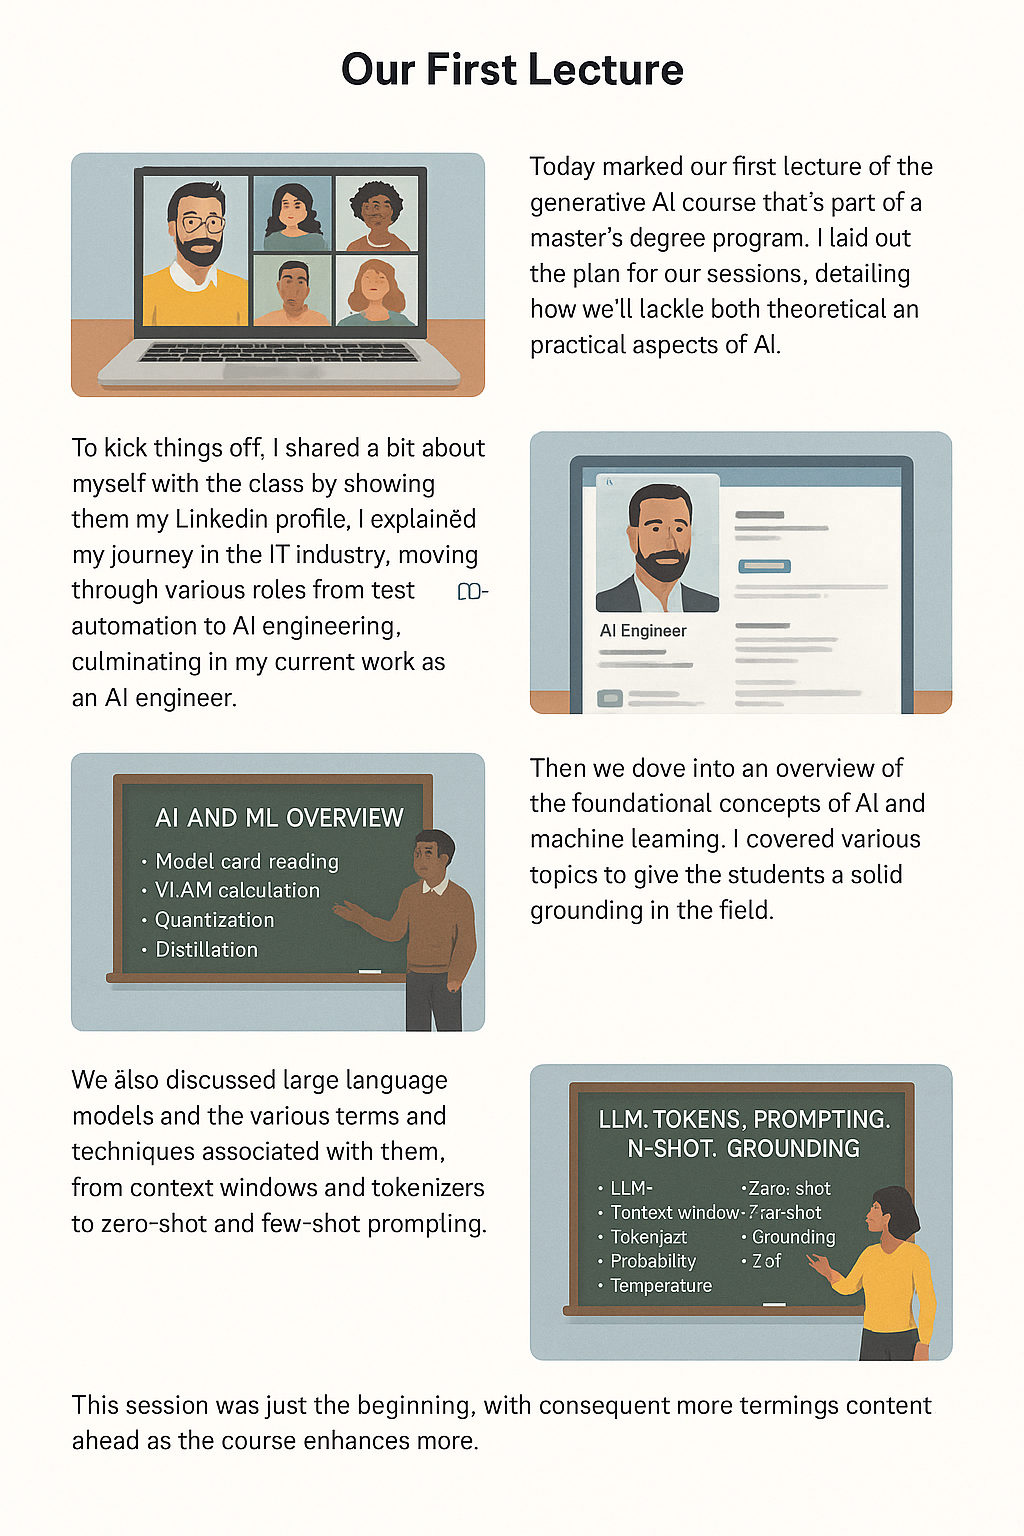 Our First Lecture
Today marked our first lecture of the
generative AI course that's part of a
master's degree program. I laid out
the plan for our sessions, detailing
how we'll lackle both theoretical an
practical aspects of AI.
To kick things off, I shared a bit about
myself with the class by showing
them my Linkedin profile, I explainĕd
my journey in the IT industry, moving
through various roles from test
automation to AI engineering,
culminating in my current work as
an AI engineer.
AI Engineer
AI AND ML OVERVIEW
• Model card reading
• VI.AM calculation
• Quantization
• Distillation
Then we dove into an overview of
the foundational concepts of AI and
machine leaming. I covered various
topics to give the students a solid
grounding in the field.
We älso discussed large language
models and the various terms and
techniques associated with them,
from context windows and tokenizers
to zero-shot and few-shot prompling.
LLM. TOKENS, PROMPTING.
N-SHOT. GROUNDING
• LLM-
• Tontext window-
• Tokenjazt
• Probability
• Temperature
• Zaro: shot
rar-shot
• Grounding
• Z of
This session was just the beginning, with consequent more termings content
ahead as the course enhances more.